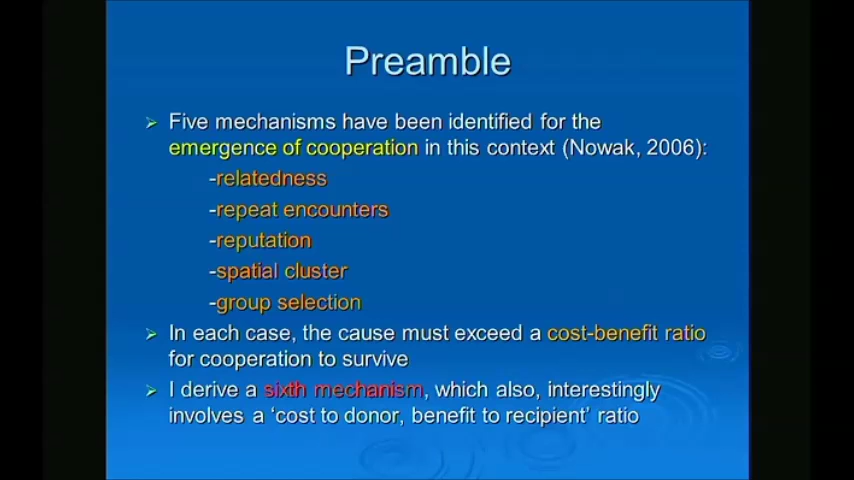 Preamble
Five mechanisms have been identified for the
emergence of cooperation in this context (Nowak, 2006):
-relatedness
-repeat encounters
-reputation
-spatial cluster
-group selection
In each case, the cause must exceed a cost-benefit ratio
for cooperation to survive
I derive a sixth mechanism, which also, interestingly
involves a ‘cost to donor, benefit to recipient’ ratio